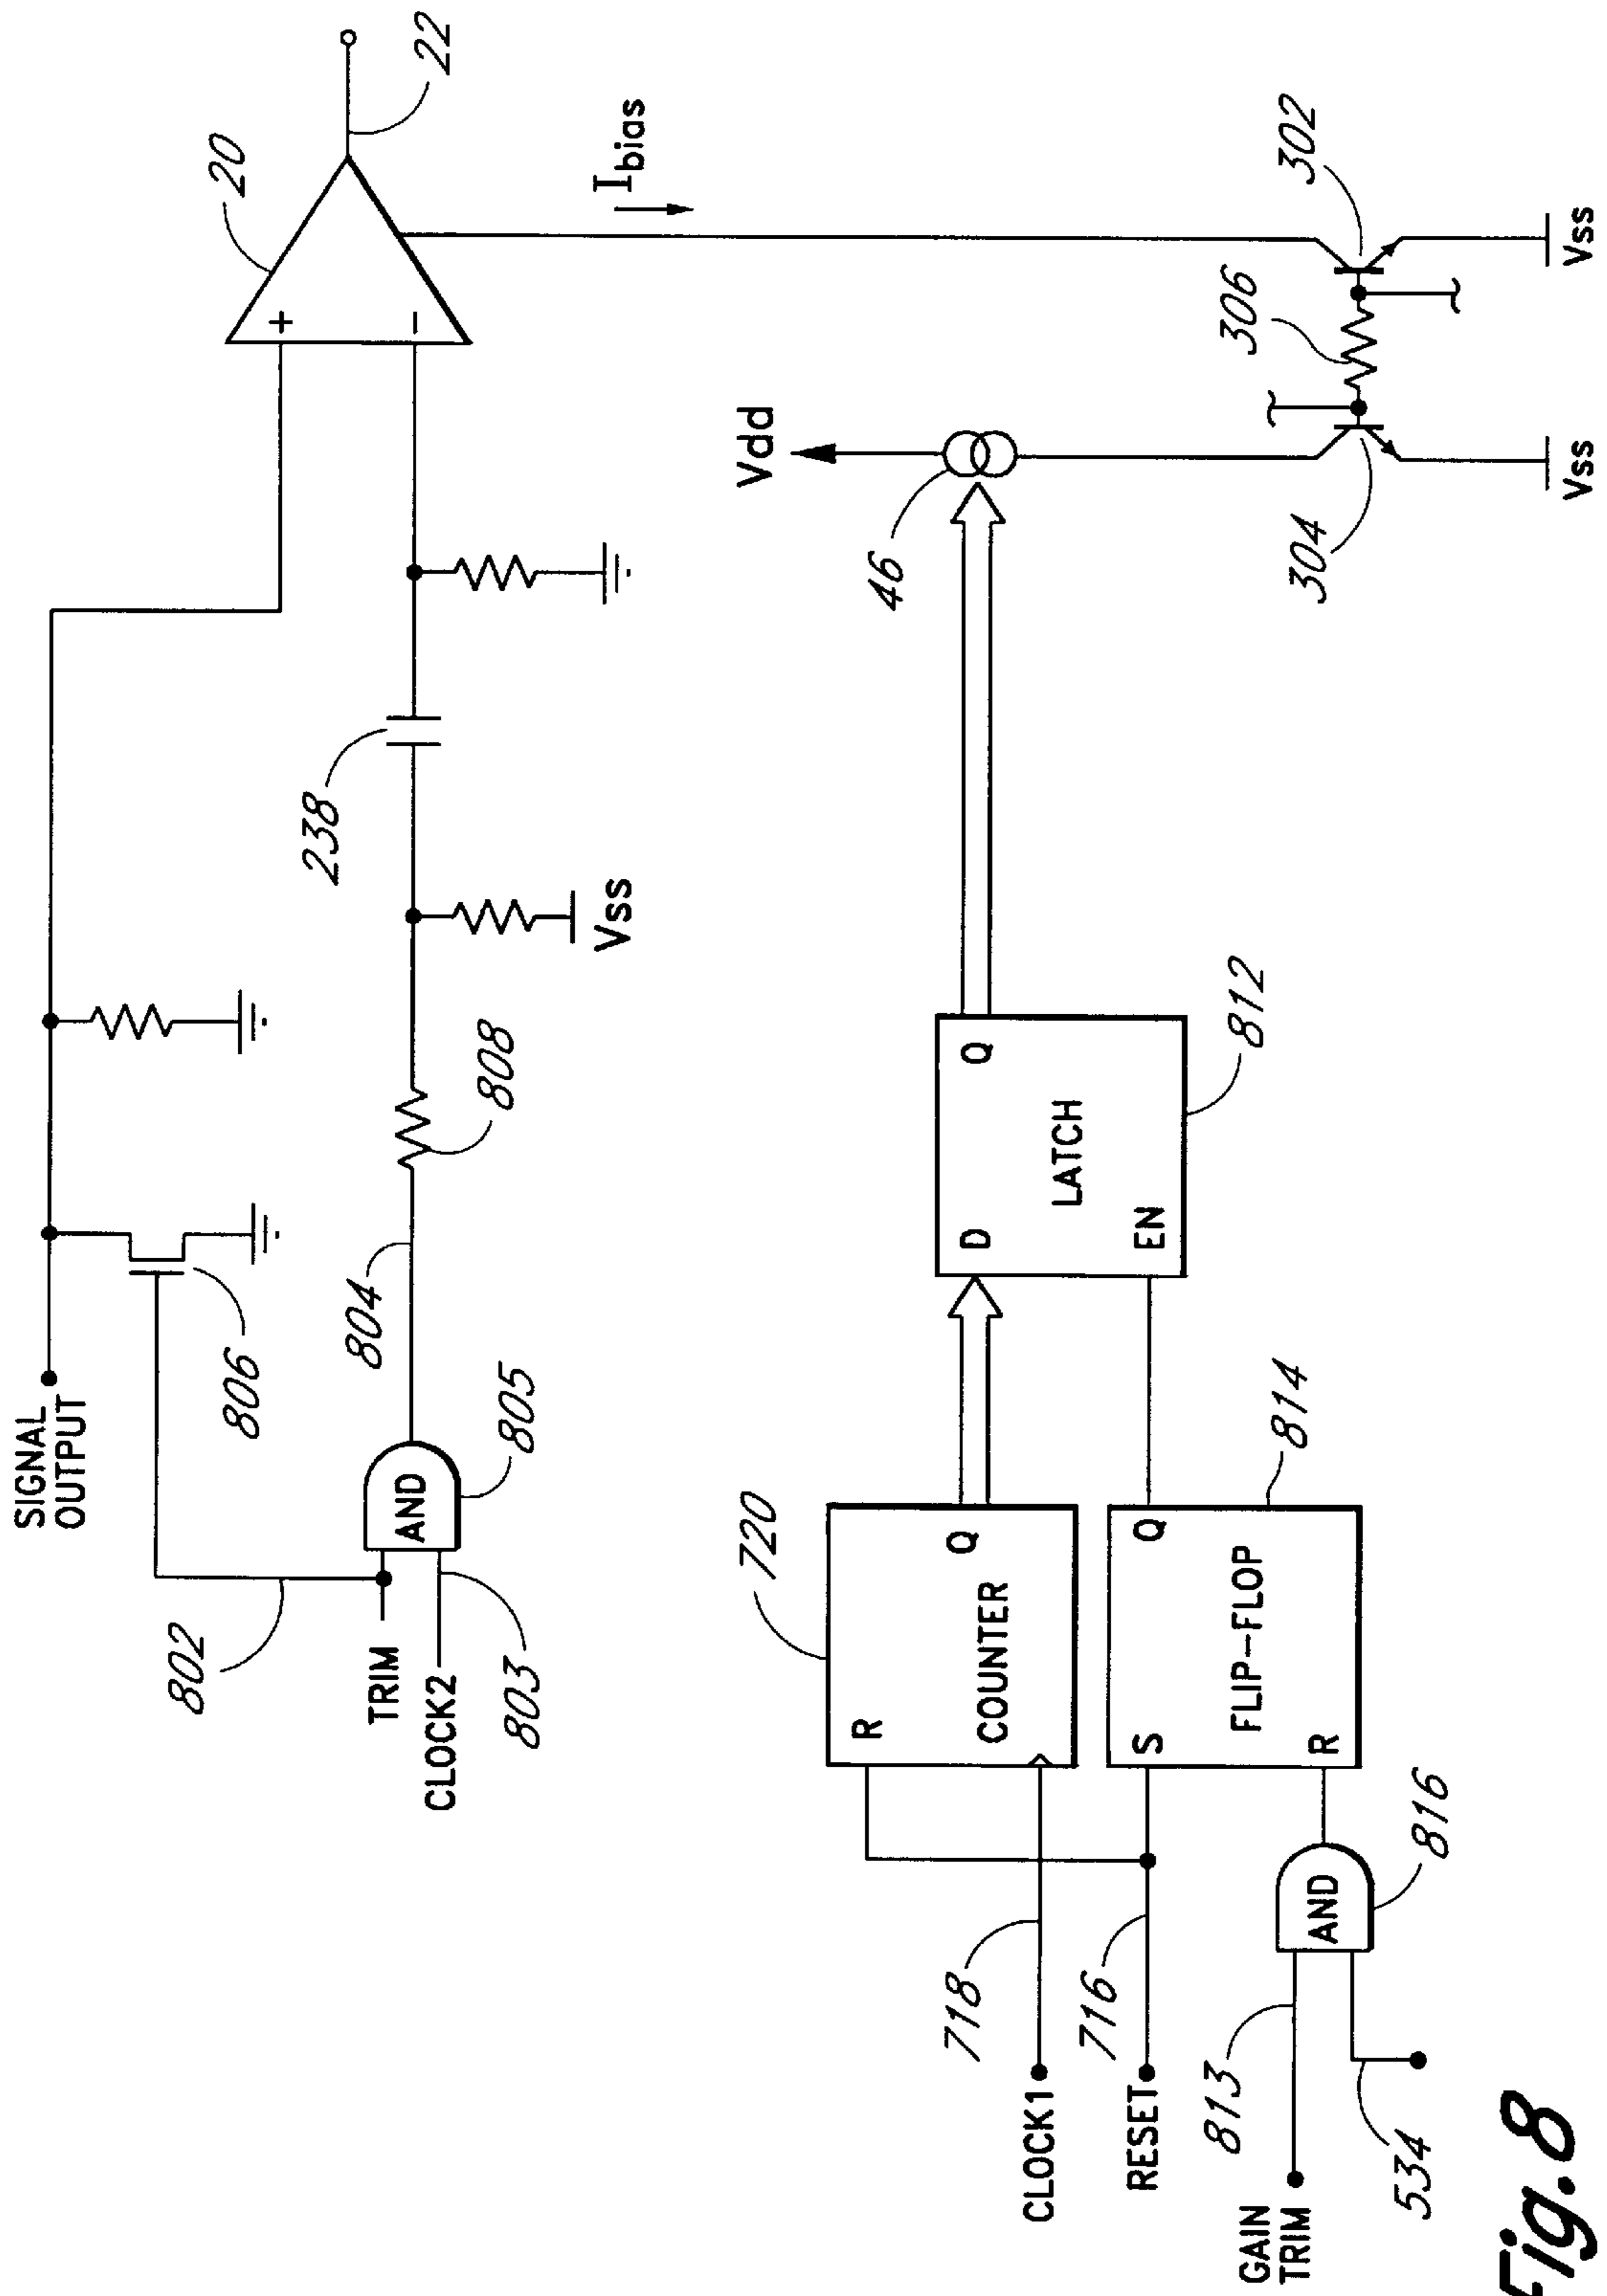 SIGNAL
OUTPUT
802
806
TRIM
CLOCK2
803
AND
805
804
808
238
Vss
+
−
20
22
Ibias
720
R
COUNTER
Q
CLOCK1
718
RESET
716
S
FLIP-FLOP
Q
R
814
GAIN
TRIM
813
534
AND
816
D
Q
LATCH
EN
812
Vdd
46
304
306
302
Vss
Vss
Fig. 8